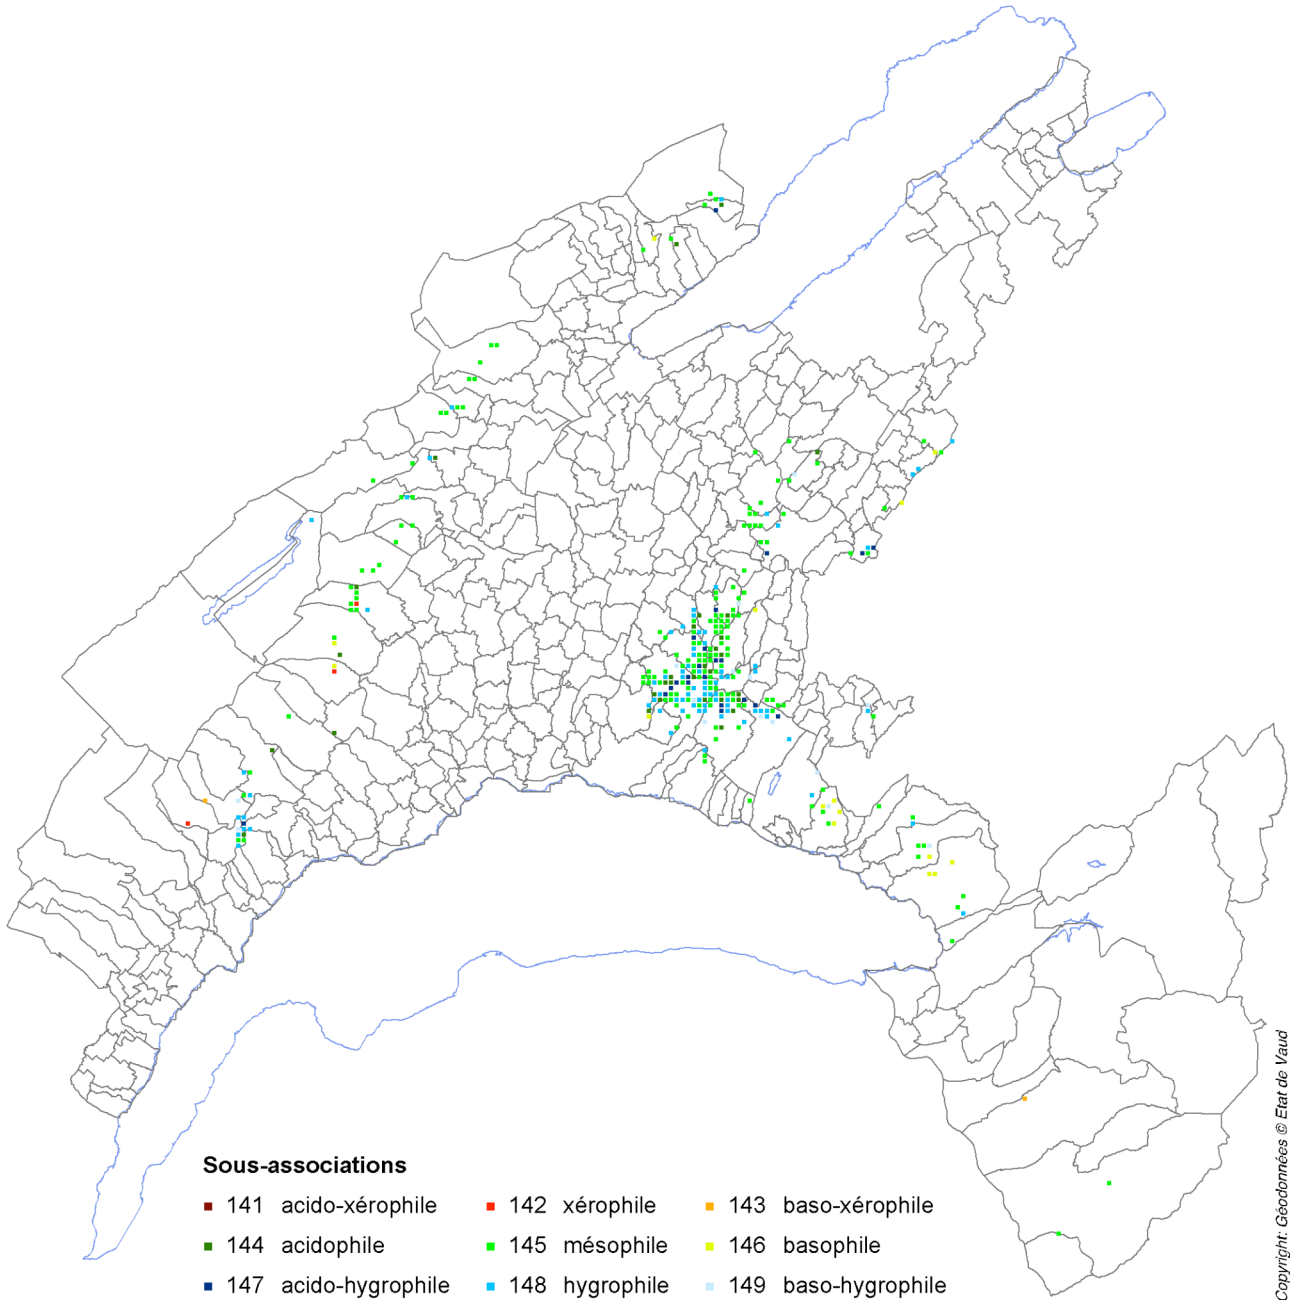 Sous-associations
141 acido-xérophile 142 xérophile 143 baso-xérophile
144 acidophile 145 mésophile 146 basophile
147 acido-hygrophile 148 hygrophile 149 baso-hygrophile
Copyright: Géodonnées © Etat de Vaud